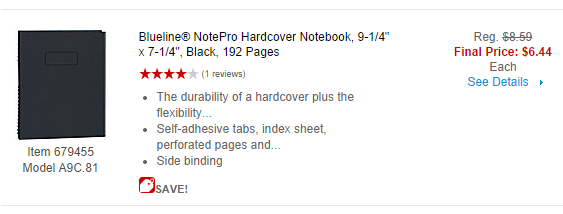 Blueline® NotePro Hardcover Notebook, 9-1/4"
x 7-1/4", Black, 192 Pages
(1 reviews)
• The durability of a hardcover plus the
flexibility...
• Self-adhesive tabs, index sheet,
perforated pages and...
• Side binding
SAVE!
Item 679455
Model A9C.81
Reg. $8.59
Final Price: $6.44
Each
See Details